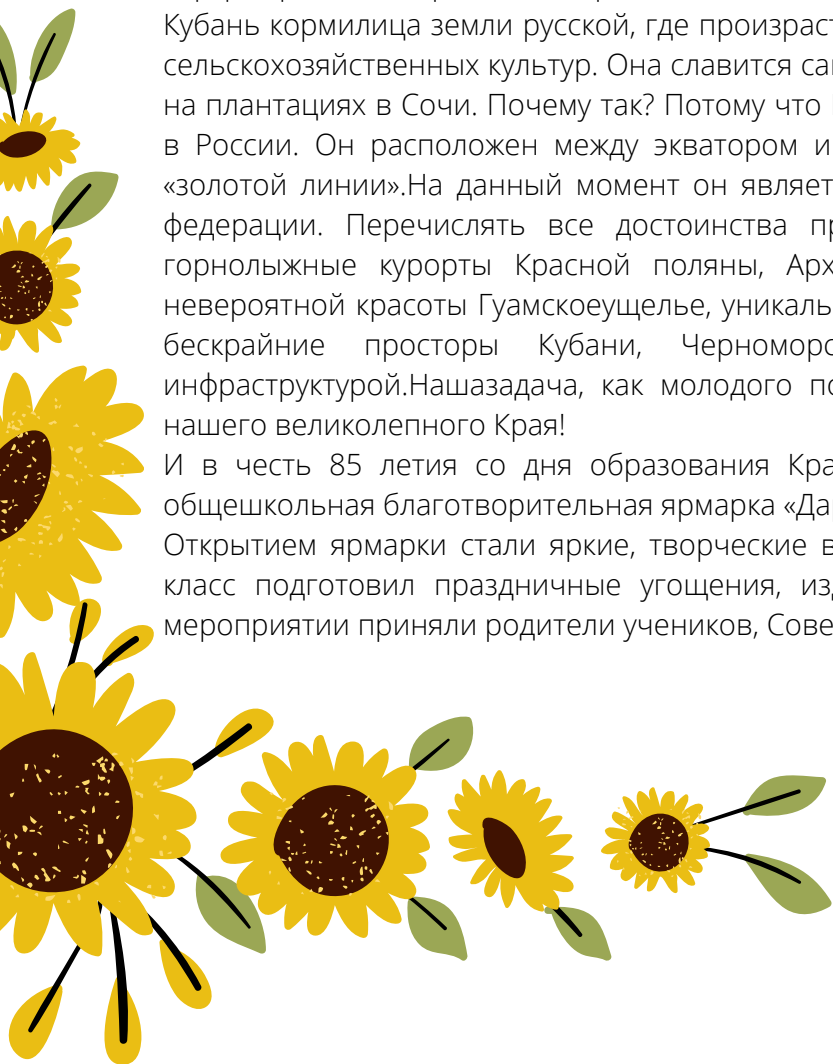 Кубань кормилица земли русской, где произраст
сельскохозяйственных культур. Она славится са
на плантациях в Сочи. Почему так? Потому что
в России. Он расположен между экватором и
«золотой линии».На данный момент он являет
федерации. Перечислять все достоинства пр
горнолыжные курорты Красной поляны, Арх
невероятной красоты Гуамскоеущелье, уникаль
бескрайние просторы Кубани, Черноморс
инфраструктурой.Нашазадача, как молодого по
нашего великолепного Края!
И в честь 85 летия со дня образования Кра
общешкольная благотворительная ярмарка «Да
Открытием ярмарки стали яркие, творческие в
класс подготовил праздничные угощения, изд
мероприятии приняли родители учеников, Сове